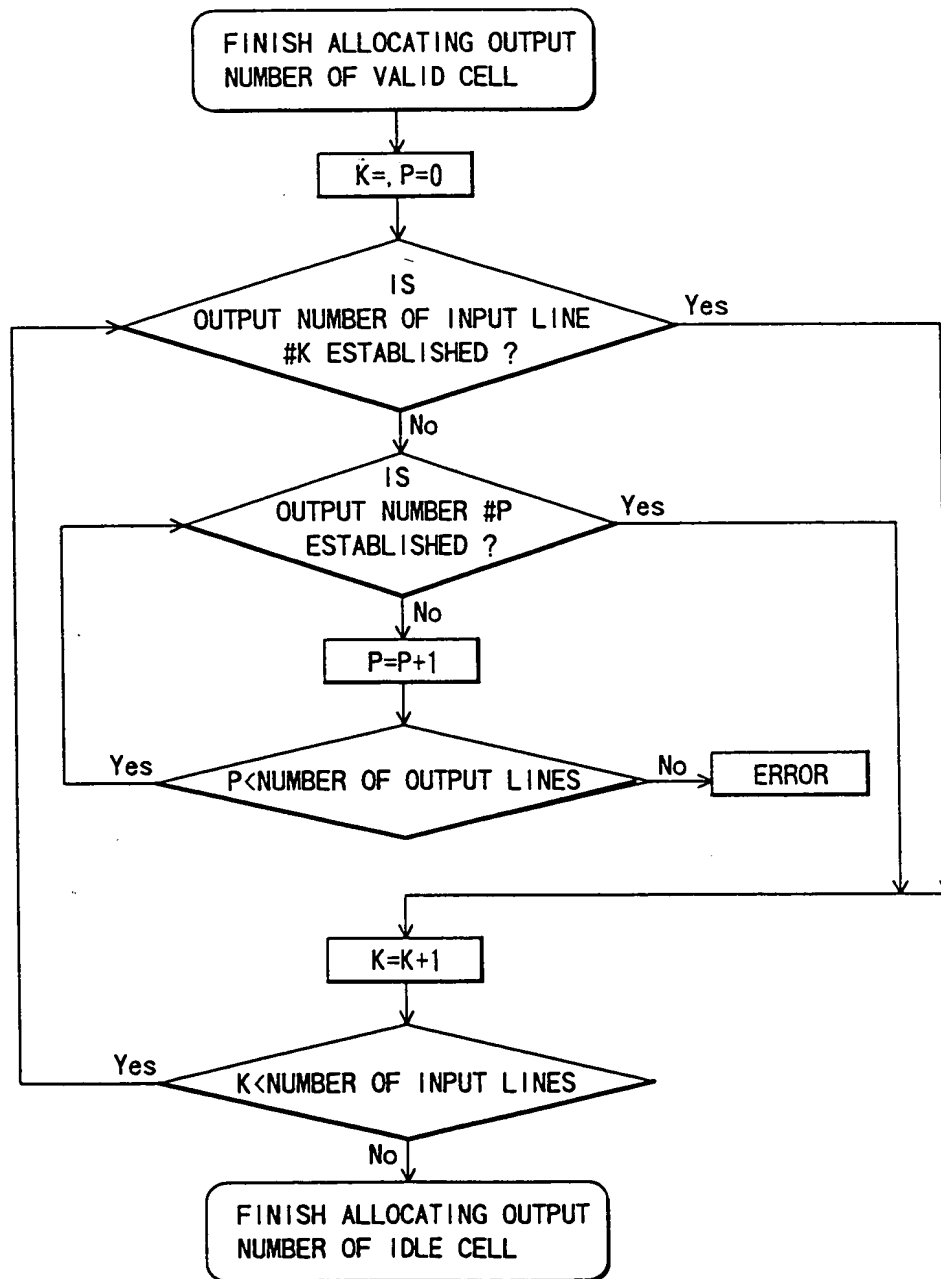 FINISH ALLOCATING OUTPUT
NUMBER OF VALID CELL
K=, P=0
IS
OUTPUT NUMBER OF INPUT LINE
#K ESTABLISHED ?
Yes
No
IS
OUTPUT NUMBER #P
ESTABLISHED ?
Yes
No
P=P+1
Yes
P<NUMBER OF OUTPUT LINES
No
ERROR
K=K+1
Yes
K<NUMBER OF INPUT LINES
No
FINISH ALLOCATING OUTPUT
NUMBER OF IDLE CELL